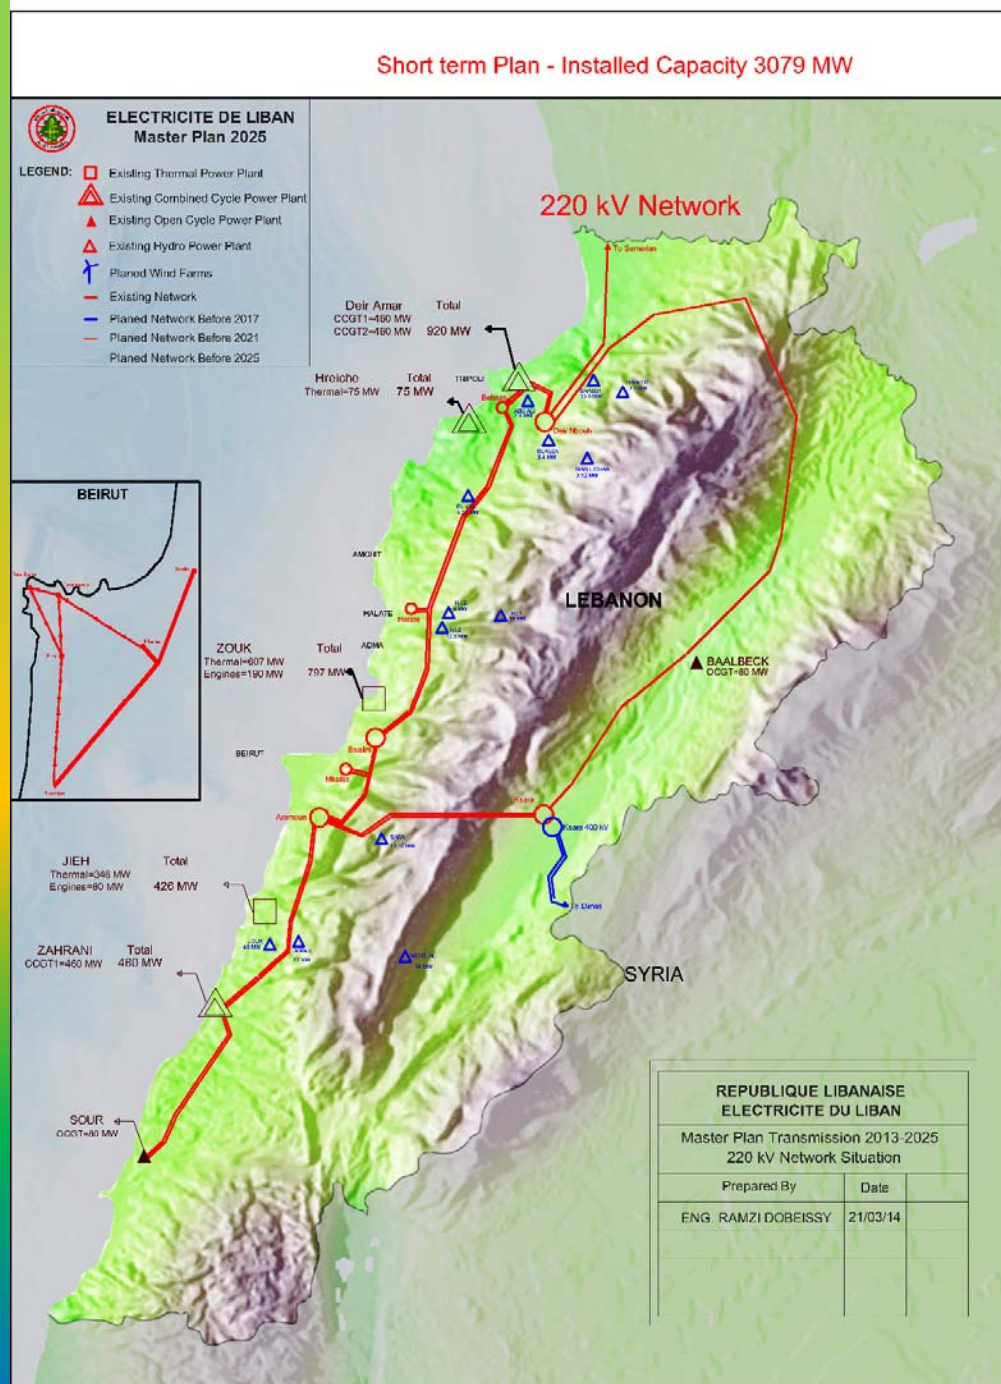 Short term Plan - Installed Capacity 3079 MW
ELECTRICITE DE LIBAN
Master Plan 2025
LEGEND:
Existing Thermal Power Plant
Existing Combined Cycle Power Plant
Existing Open Cycle Power Plant
Existing Hydro Power Plant
Planed Wind Farms
Existing Network
Planed Network Before 2017
Planed Network Before 2021
Planed Network Before 2025
220 kV Network
Deir Amar Total
CCGT1=460 MW
CCGT2=460 MW 920 MW
Hreiche Total
Thermal=75 MW 75 MW
TRIPOLI
Deir Nbouh
BEIRUT
AMCHIT
HALATE
Halate
ADMA
LEBANON
ZOUK Total
Thermal=607 MW
Engines=190 MW 797 MW
BAALBECK
OCGT=80 MW
BEIRUT
Bsalim
Mkalles
Aramoun
Ksara
Ksara 400 kV
JIEH Total
Thermal=346 MW
Engines=80 MW 426 MW
ZAHRANI Total
CCGT1=460 MW 460 MW
SYRIA
SOUR
OCGT=80 MW
REPUBLIQUE LIBANAISE
ELECTRICITE DU LIBAN
Master Plan Transmission 2013-2025
220 kV Network Situation
Prepared By Date
ENG. RAMZI DOBEISSY 21/03/14